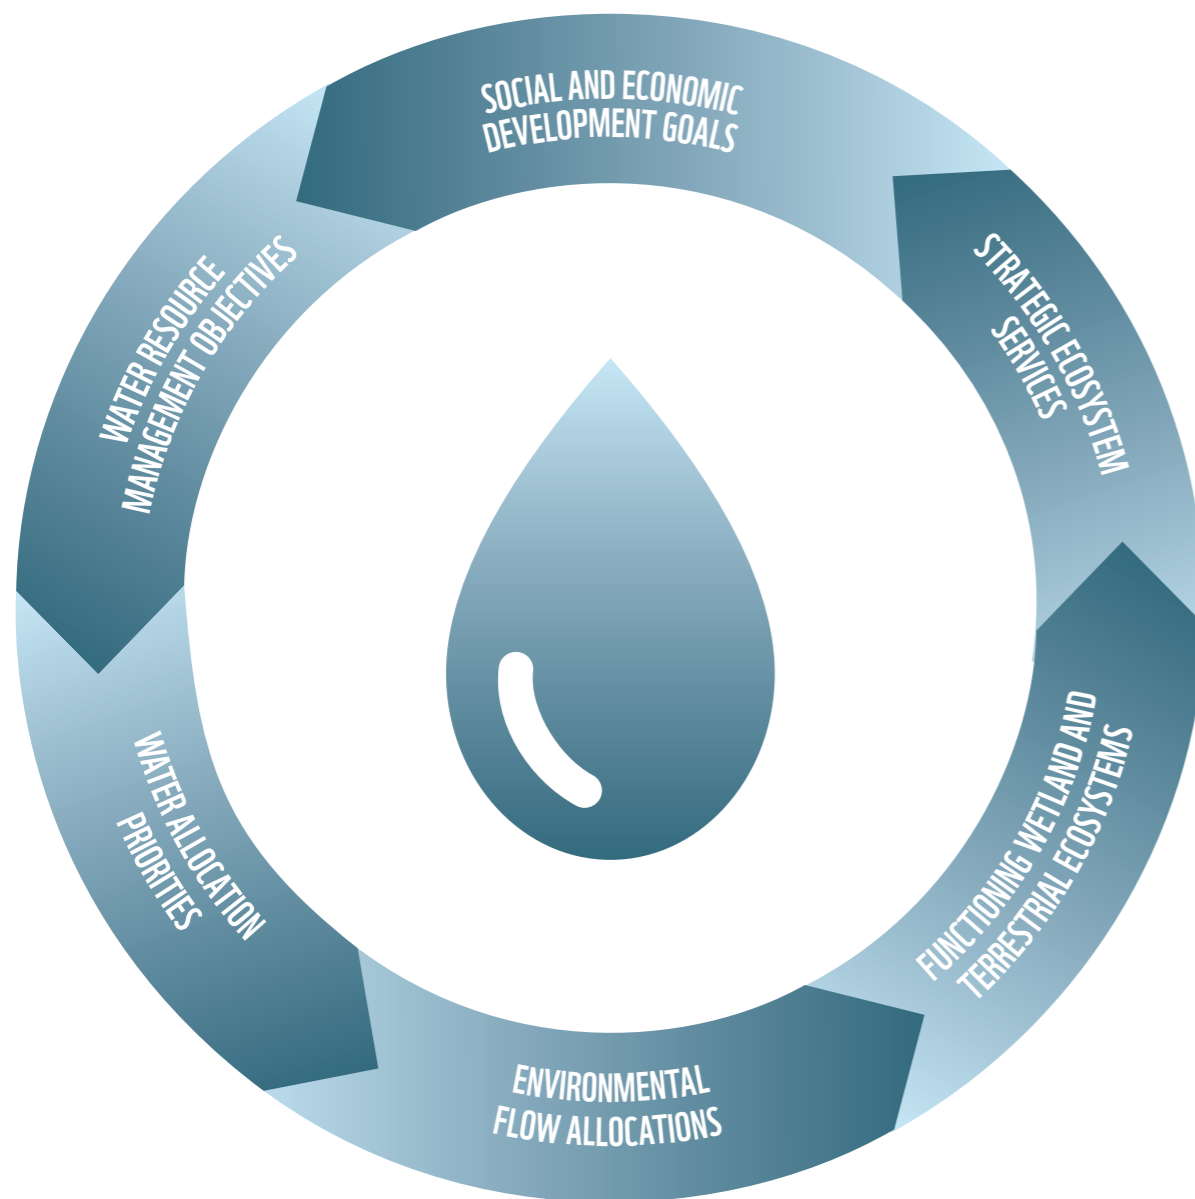 SOCIAL AND ECONOMIC
DEVELOPMENT GOALS
STRATEGIC ECOSYSTEM
SERVICES
WATER RESOURCE
MANAGEMENT OBJECTIVES
WATER ALLOCATION
PRIORITIES
FUNCTIONING WETLAND AND
TERRESTRIAL ECOSYSTEMS
ENVIRONMENTAL
FLOW ALLOCATIONS